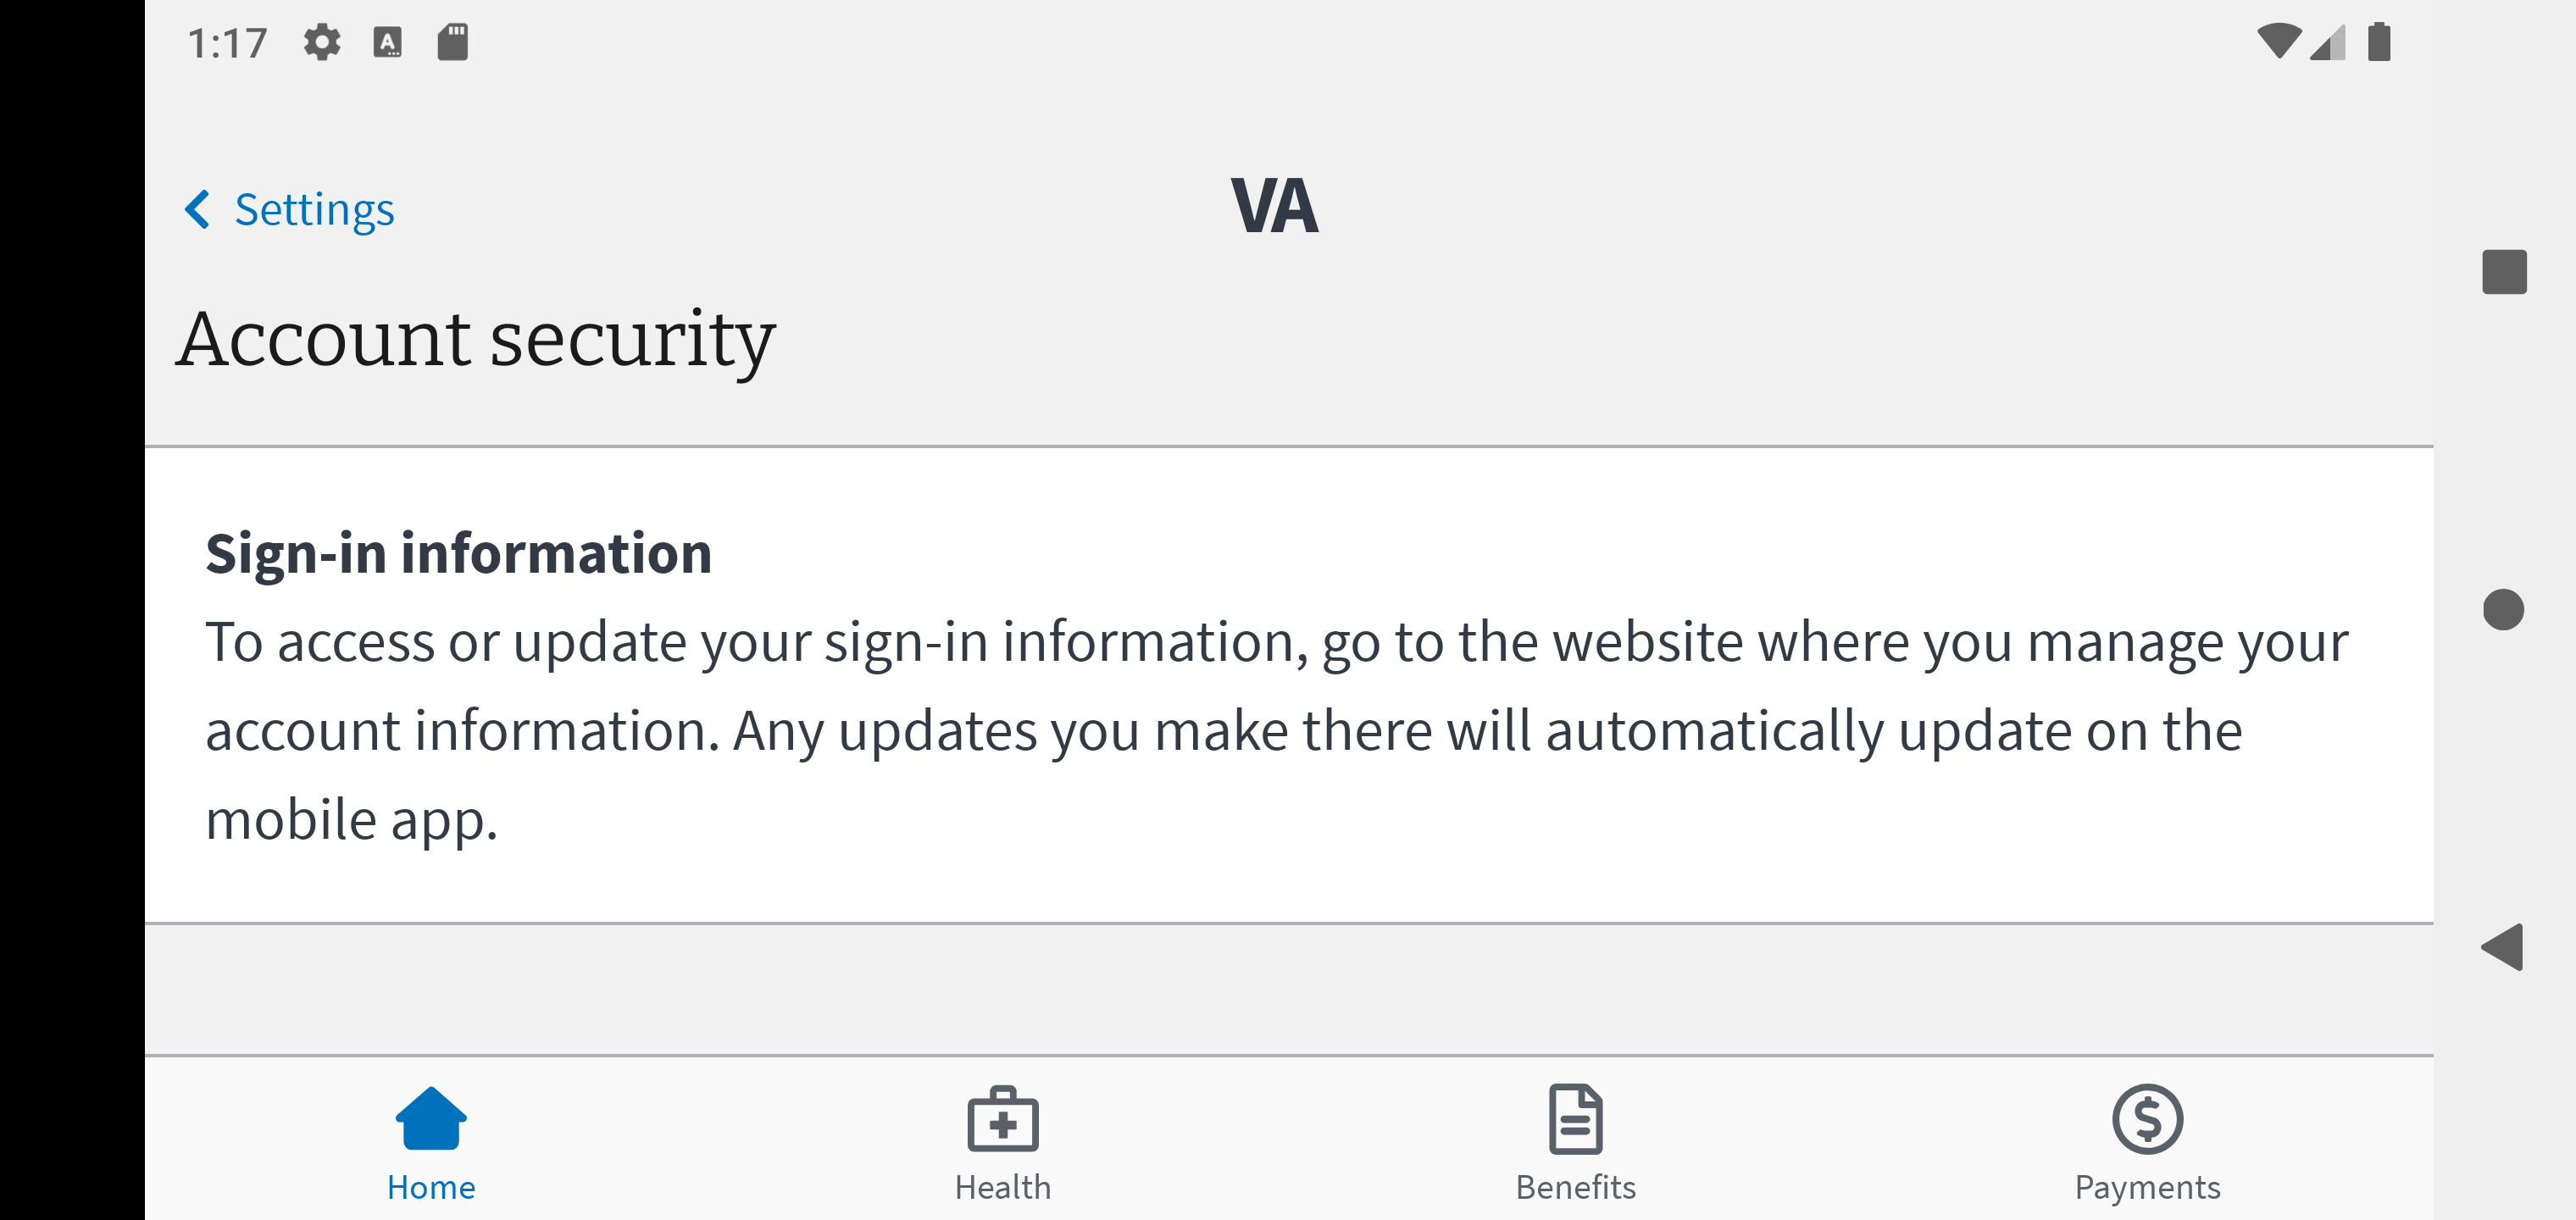 1:17
Settings
VA
Account security
Sign-in information
To access or update your sign-in information, go to the website where you manage your
account information. Any updates you make there will automatically update on the
mobile app.
Home
Health
Benefits
Payments